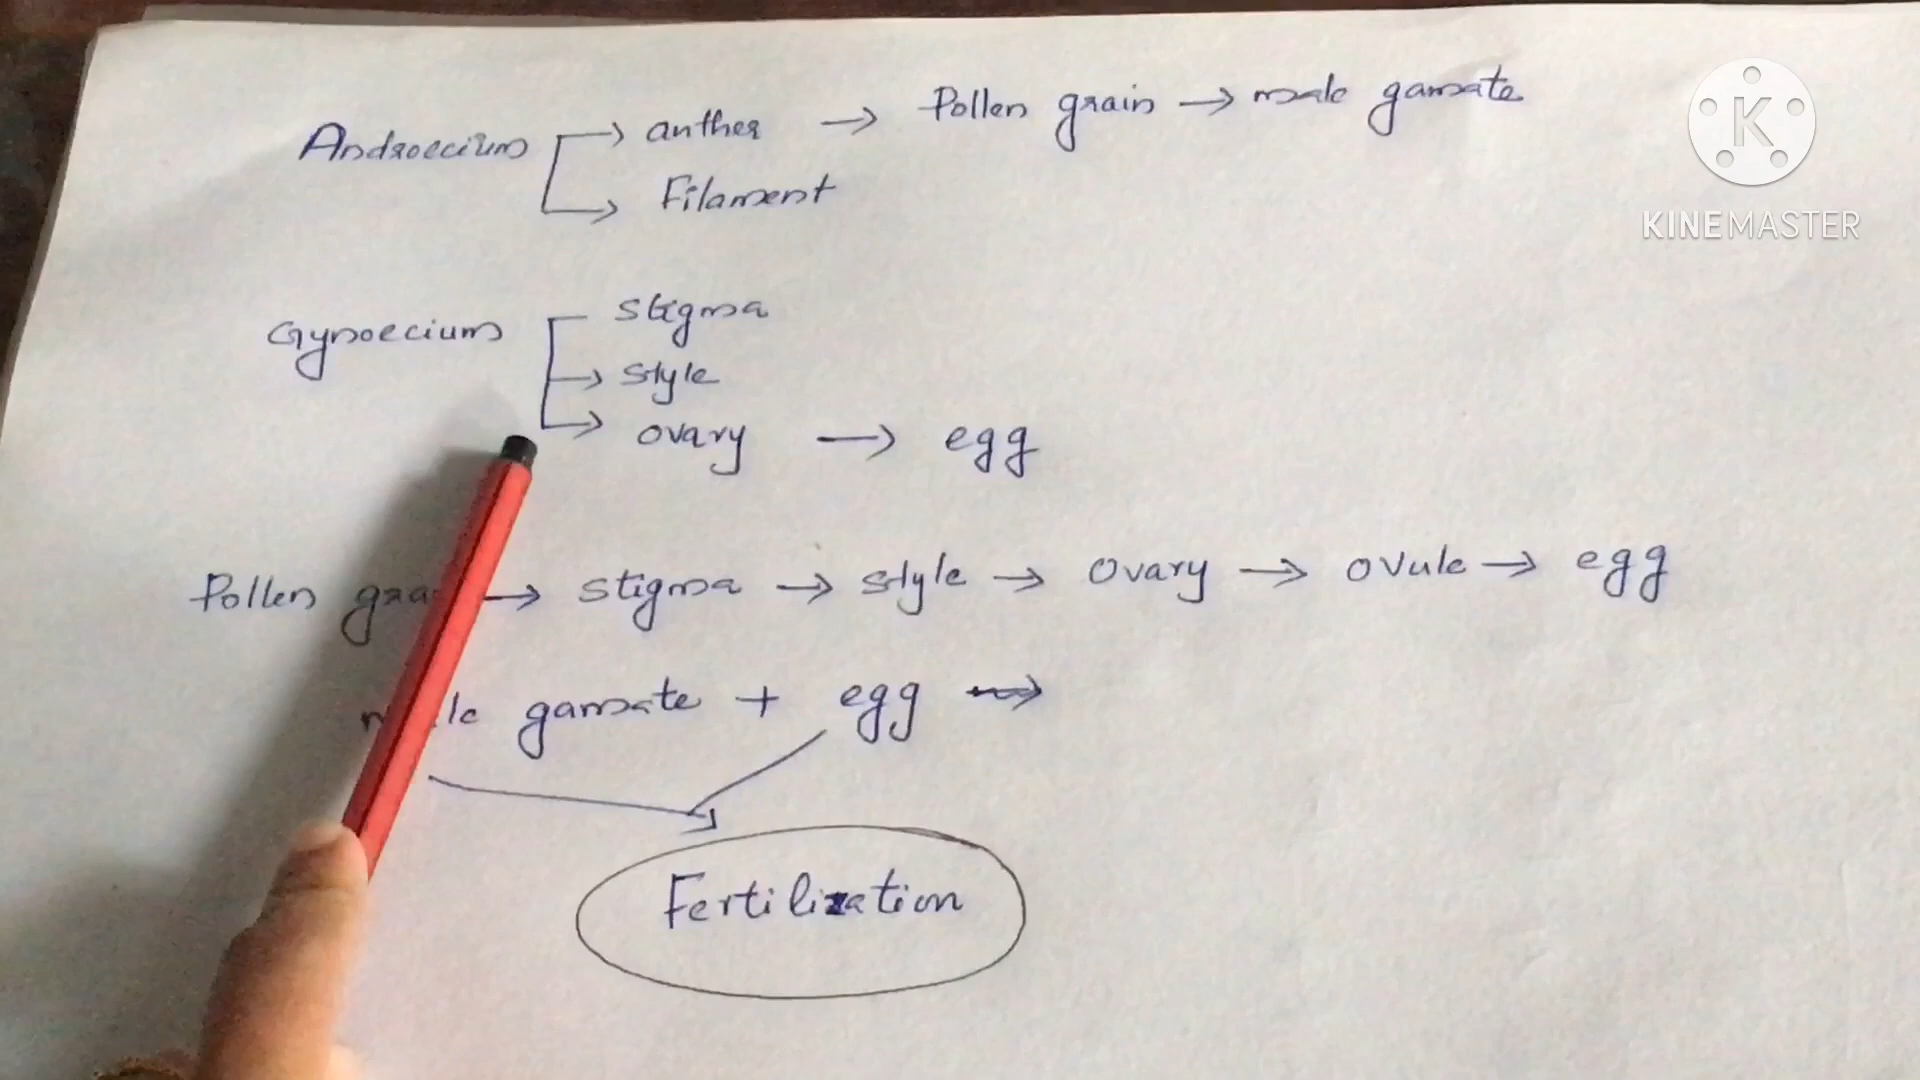 Androecium → anther → Pollen grain → male gamate
→ Filament
Gynoecium stigma
→ style
→ ovary → egg
Pollen → stigma → style → ovary → ovule → egg
gamate + egg →
Fertilization
K
KINEMASTER